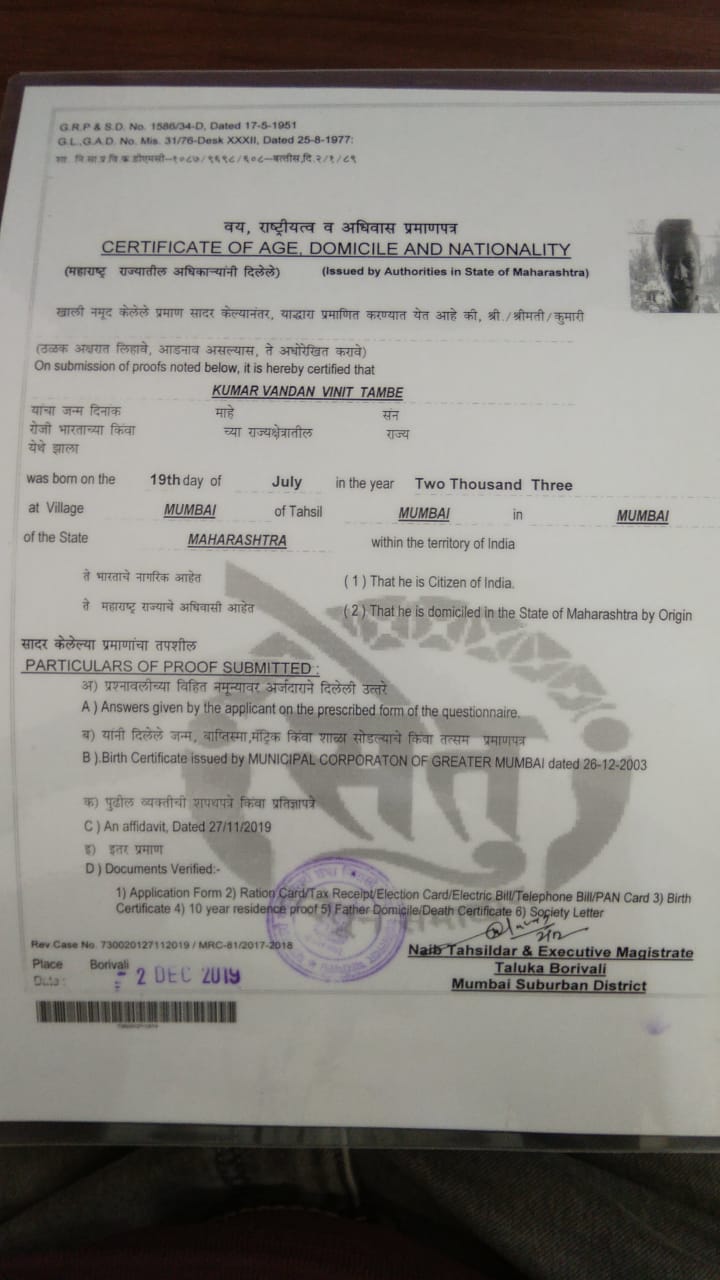 G.R.P & S.D. No. 1586/34-D, Dated 17-5-1951
G.L.,G.A.D. No. Mis. 31/76-Desk XXXII, Dated 25-8-1977:
वय, राष्ट्रीयत्व व अधिवास प्रमाणपत्र
CERTIFICATE OF AGE, DOMICILE AND NATIONALITY
(महाराष्ट्र राज्यातील अधिकाऱ्यांनी दिलेले) (Issued by Authorities in State of Maharashtra)
खाली नमूद केलेले प्रमाण सादर केल्यानंतर, याद्वारा प्रमाणित करण्यात येत आहे की, श्री./श्रीमती/कुमारी
(ठळक अक्षरात लिहावे, आडनाव असल्यास, ते अधोरेखित करावे)
On submission of proofs noted below, it is hereby certified that
KUMAR VANDAN VINIT TAMBE
यांचा जन्म दिनांक माहे सन
रोजी भारताच्या किंवा च्या राज्यक्षेत्रातील राज्य
येथे झाला
was born on the 19th day of July in the year Two Thousand Three
at Village MUMBAI of Tahsil MUMBAI in MUMBAI
of the State MAHARASHTRA within the territory of India
ते भारताचे नागरिक आहेत ( 1 ) That he is Citizen of India.
ते महाराष्ट्र राज्याचे अधिवासी आहेत ( 2 ) That he is domiciled in the State of Maharashtra by Origin
सादर केलेल्या प्रमाणांचा तपशील
PARTICULARS OF PROOF SUBMITTED :
अ) प्रश्नावलीच्या विहित नमून्यावर अर्जदाराने दिलेली उत्तरे
A ) Answers given by the applicant on the prescribed form of the questionnaire.
ब) यांनी दिलेले जन्म, बाप्तिस्मा,मॅट्रिक किंवा शाळा सोडल्याचे किंवा तत्सम प्रमाणपत्र
B ).Birth Certificate issued by MUNICIPAL CORPORATON OF GREATER MUMBAI dated 26-12-2003
क) पुढील व्यक्तीची शपथपत्रे किंवा प्रतिज्ञापत्रे
C ) An affidavit, Dated 27/11/2019
इ) इतर प्रमाण
D ) Documents Verified:-
1) Application Form 2) Ration Card/Tax Receipt/Election Card/Electric Bill/Telephone Bill/PAN Card 3) Birth
Certificate 4) 10 year residence proof 5) Father Domicile/Death Certificate 6) Society Letter
Rev Case No. 730020127112019 / MRC-81/2017-2018
Naib Tahsildar & Executive Magistrate
Place Borivali
Taluka Borivali
Date : 2 DEC 2019
Mumbai Suburban District
सेतु